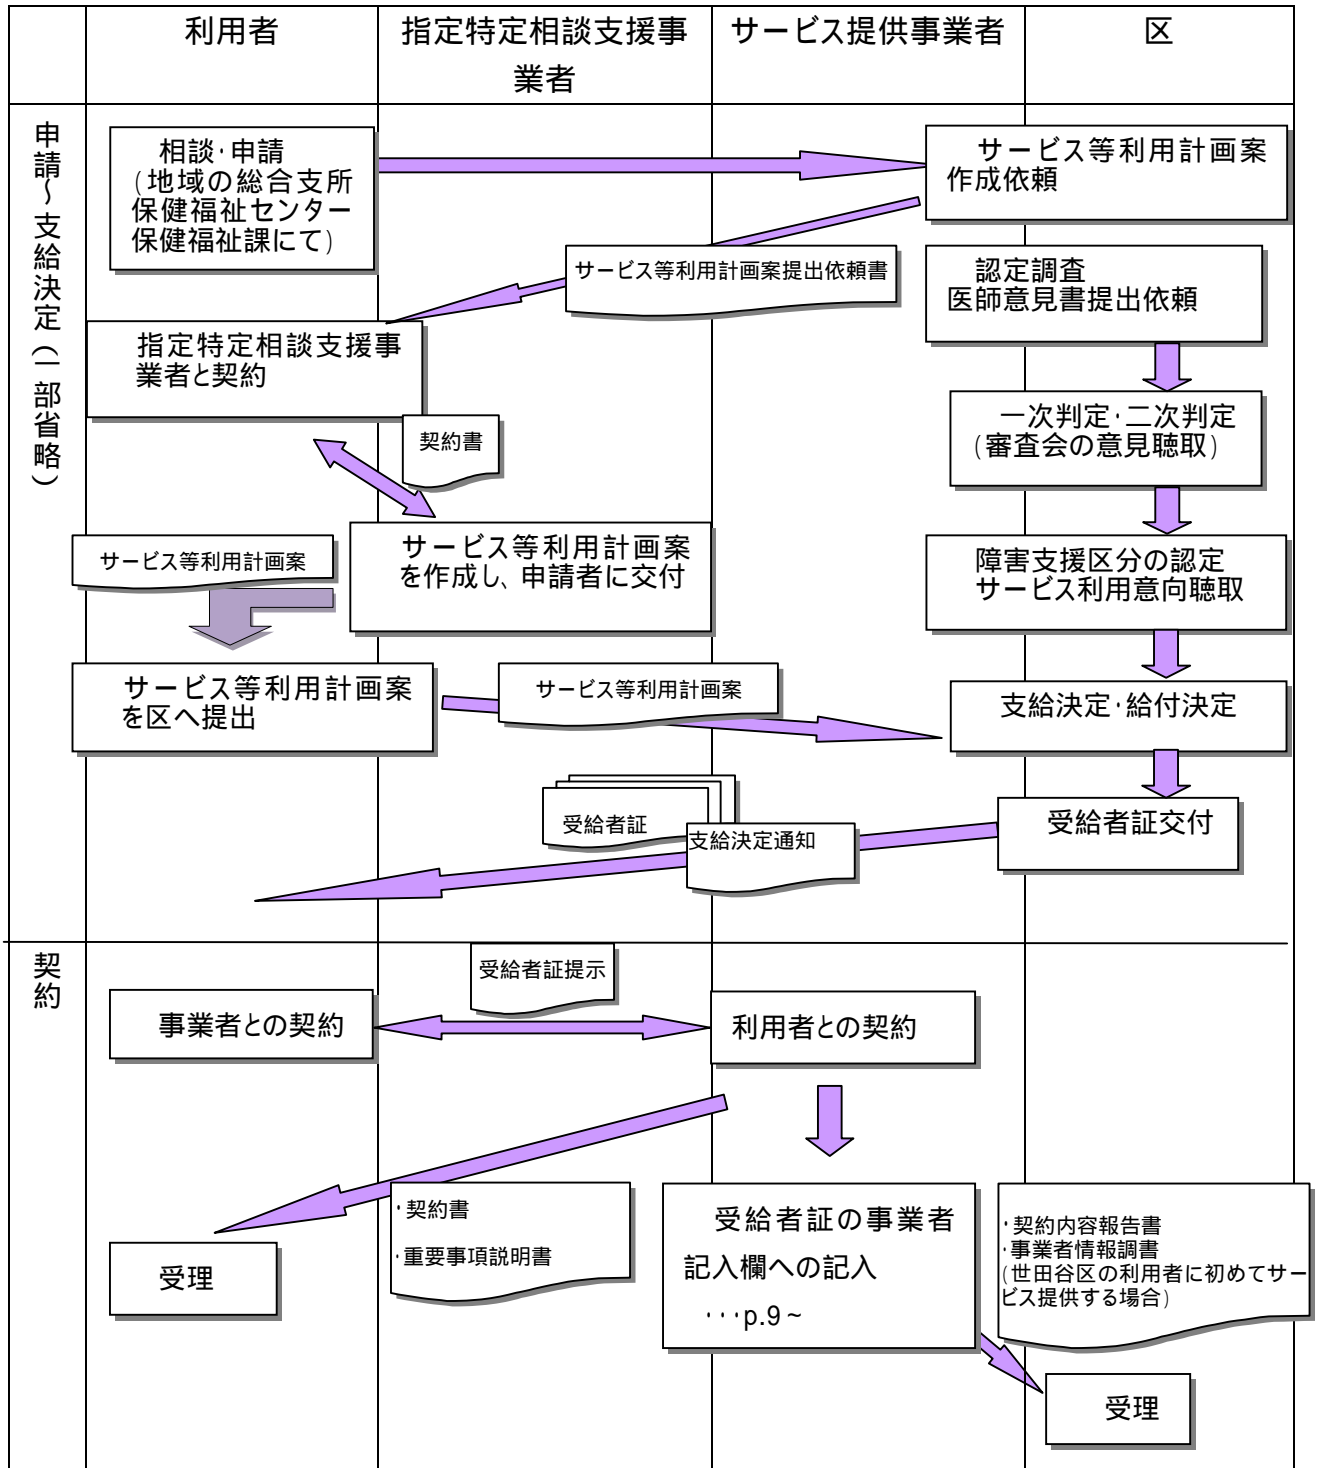 利用者
指定特定相談支援事
業者
サービス提供事業者
区
申請～支給決定（一部省略）
相談・申請
(地域の総合支所
保健福祉センター
保健福祉課にて)
サービス等利用計画案
作成依頼
サービス等利用計画案提出依頼書
認定調査
医師意見書提出依頼
指定特定相談支援事
業者と契約
契約書
一次判定・二次判定
(審査会の意見聴取)
サービス等利用計画案
サービス等利用計画案
を作成し、申請者に交付
障害支援区分の認定
サービス利用意向聴取
サービス等利用計画案
を区へ提出
サービス等利用計画案
支給決定・給付決定
受給者証
支給決定通知
受給者証交付
契約
受給者証提示
事業者との契約
利用者との契約
・契約書
・重要事項説明書
受理
受給者証の事業者
記入欄への記入
・・・p.9～
・契約内容報告書
・事業者情報調書
(世田谷区の利用者に初めてサー
ビス提供する場合)
受理